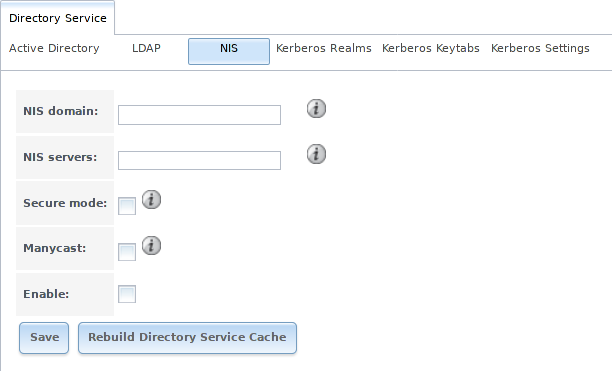 Directory Service
Active Directory LDAP NIS Kerberos Realms Kerberos Keytabs Kerberos Settings
NIS domain: i
NIS servers: i
Secure mode: i
Manycast: i
Enable:
Save Rebuild Directory Service Cache